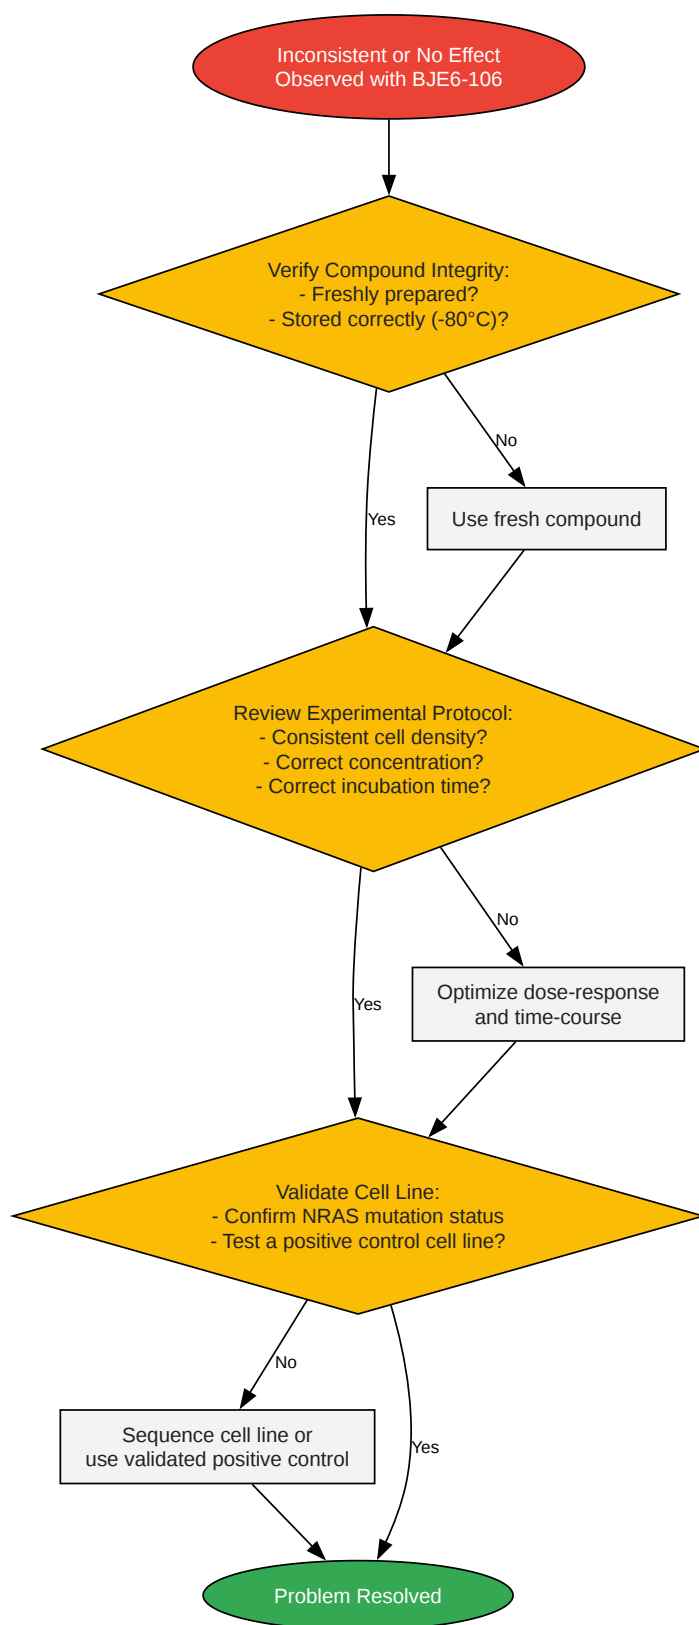 Inconsistent or No Effect
Observed with BJE6-106
Verify Compound Integrity:
- Freshly prepared?
- Stored correctly (-80°C)?
No
Yes
Use fresh compound
Review Experimental Protocol:
- Consistent cell density?
- Correct concentration?
- Correct incubation time?
No
Yes
Optimize dose-response
and time-course
Validate Cell Line:
- Confirm NRAS mutation status
- Test a positive control cell line?
No
Yes
Sequence cell line or
use validated positive control
Problem Resolved